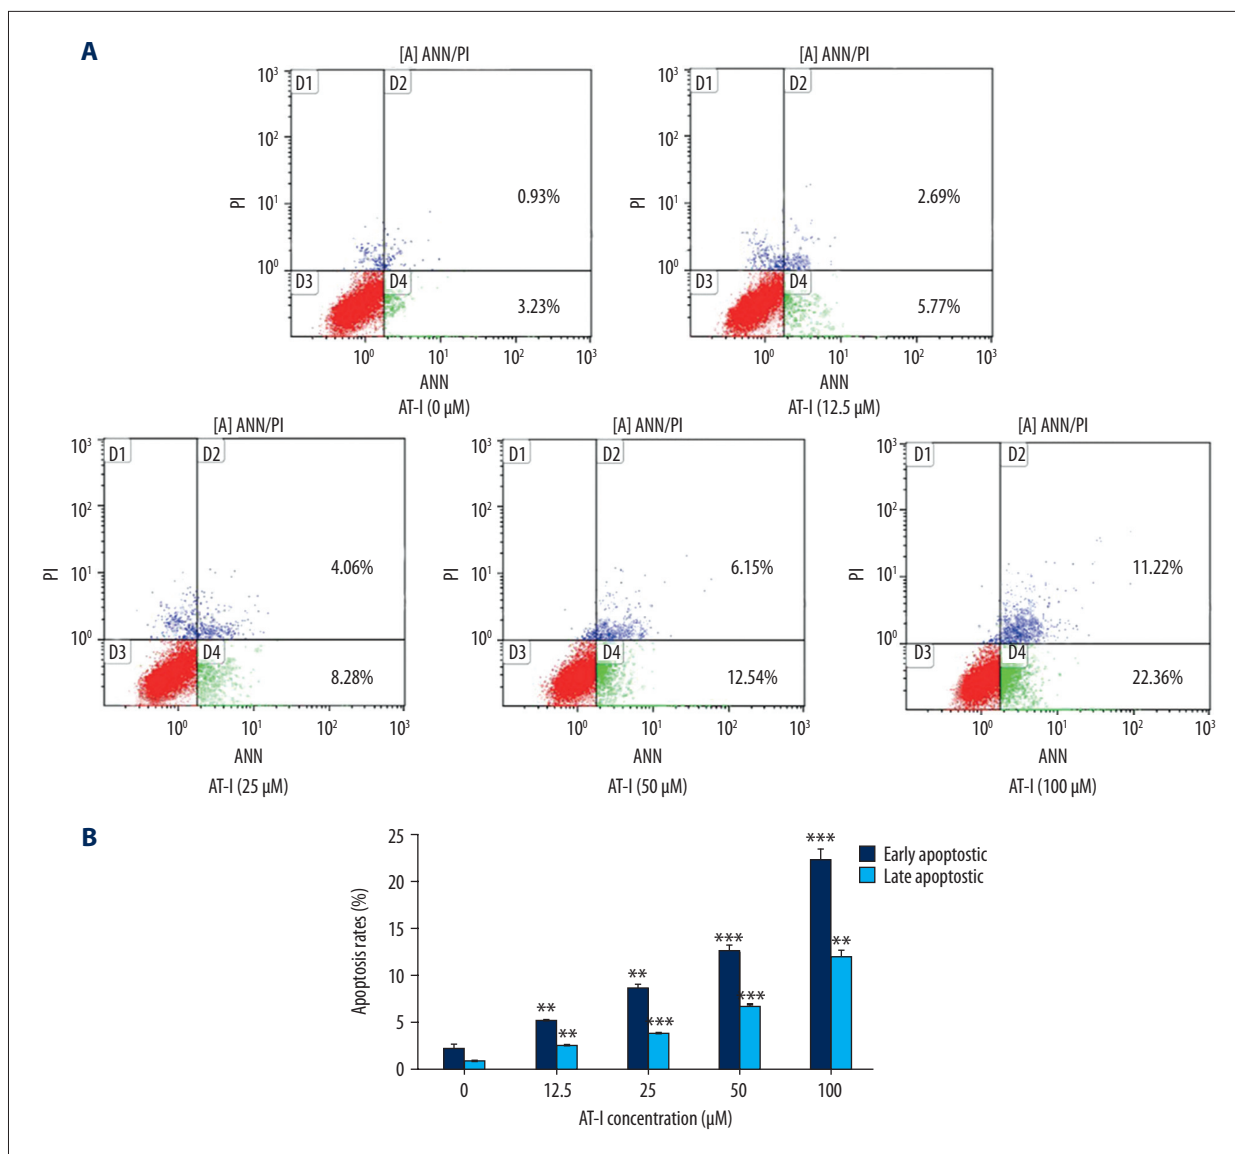 A
[A] ANN/PI
D1
D2
10³
10²
10¹
10⁰
PI
0.93%
D3
D4
3.23%
10⁰
10¹
10²
10³
ANN
AT-I (0 µM)
[A] ANN/PI
D1
D2
10³
10²
10¹
10⁰
PI
2.69%
D3
D4
5.77%
10⁰
10¹
10²
10³
ANN
AT-I (12.5 µM)
[A] ANN/PI
D1
D2
10³
10²
10¹
10⁰
PI
4.06%
D3
D4
8.28%
10⁰
10¹
10²
10³
ANN
AT-I (25 µM)
[A] ANN/PI
D1
D2
10³
10²
10¹
10⁰
PI
6.15%
D3
D4
12.54%
10⁰
10¹
10²
10³
ANN
AT-I (50 µM)
[A] ANN/PI
D1
D2
10³
10²
10¹
10⁰
PI
11.22%
D3
D4
22.36%
10⁰
10¹
10²
10³
ANN
AT-I (100 µM)
B
Apoptosis rates (%)
25
20
15
10
5
0
**
**
**
***
***
***
***
**
Early apoptostic
Late apoptostic
0
12.5
25
50
100
AT-I concentration (µM)